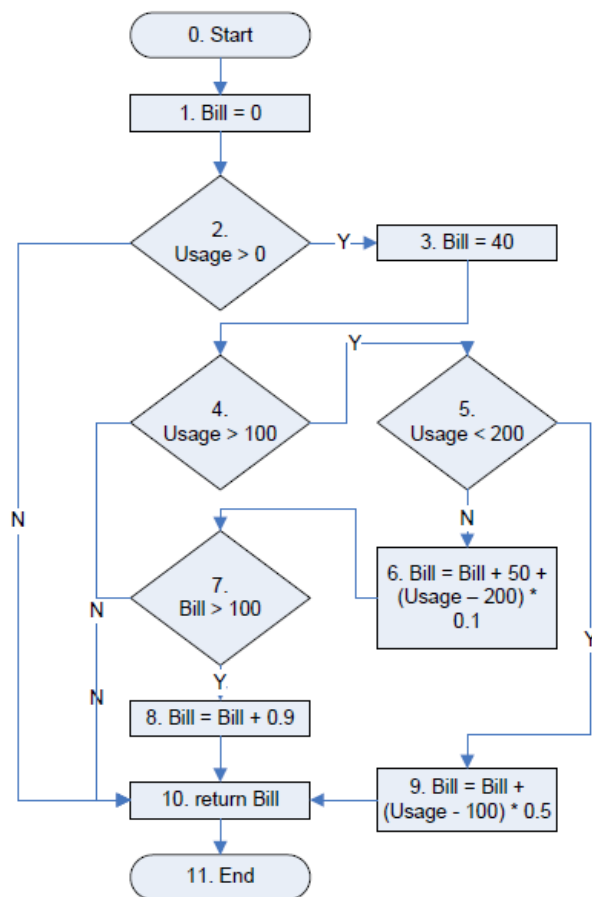 0. Start
1. Bill = 0
2.
Usage > 0
Y
3. Bill = 40
Y
4.
Usage > 100
5.
Usage < 200
N
N
7.
Bill > 100
6. Bill = Bill + 50 +
(Usage – 200) *
0.1
N
Y
N
Y
8. Bill = Bill + 0.9
10. return Bill
9. Bill = Bill +
(Usage - 100) * 0.5
11. End